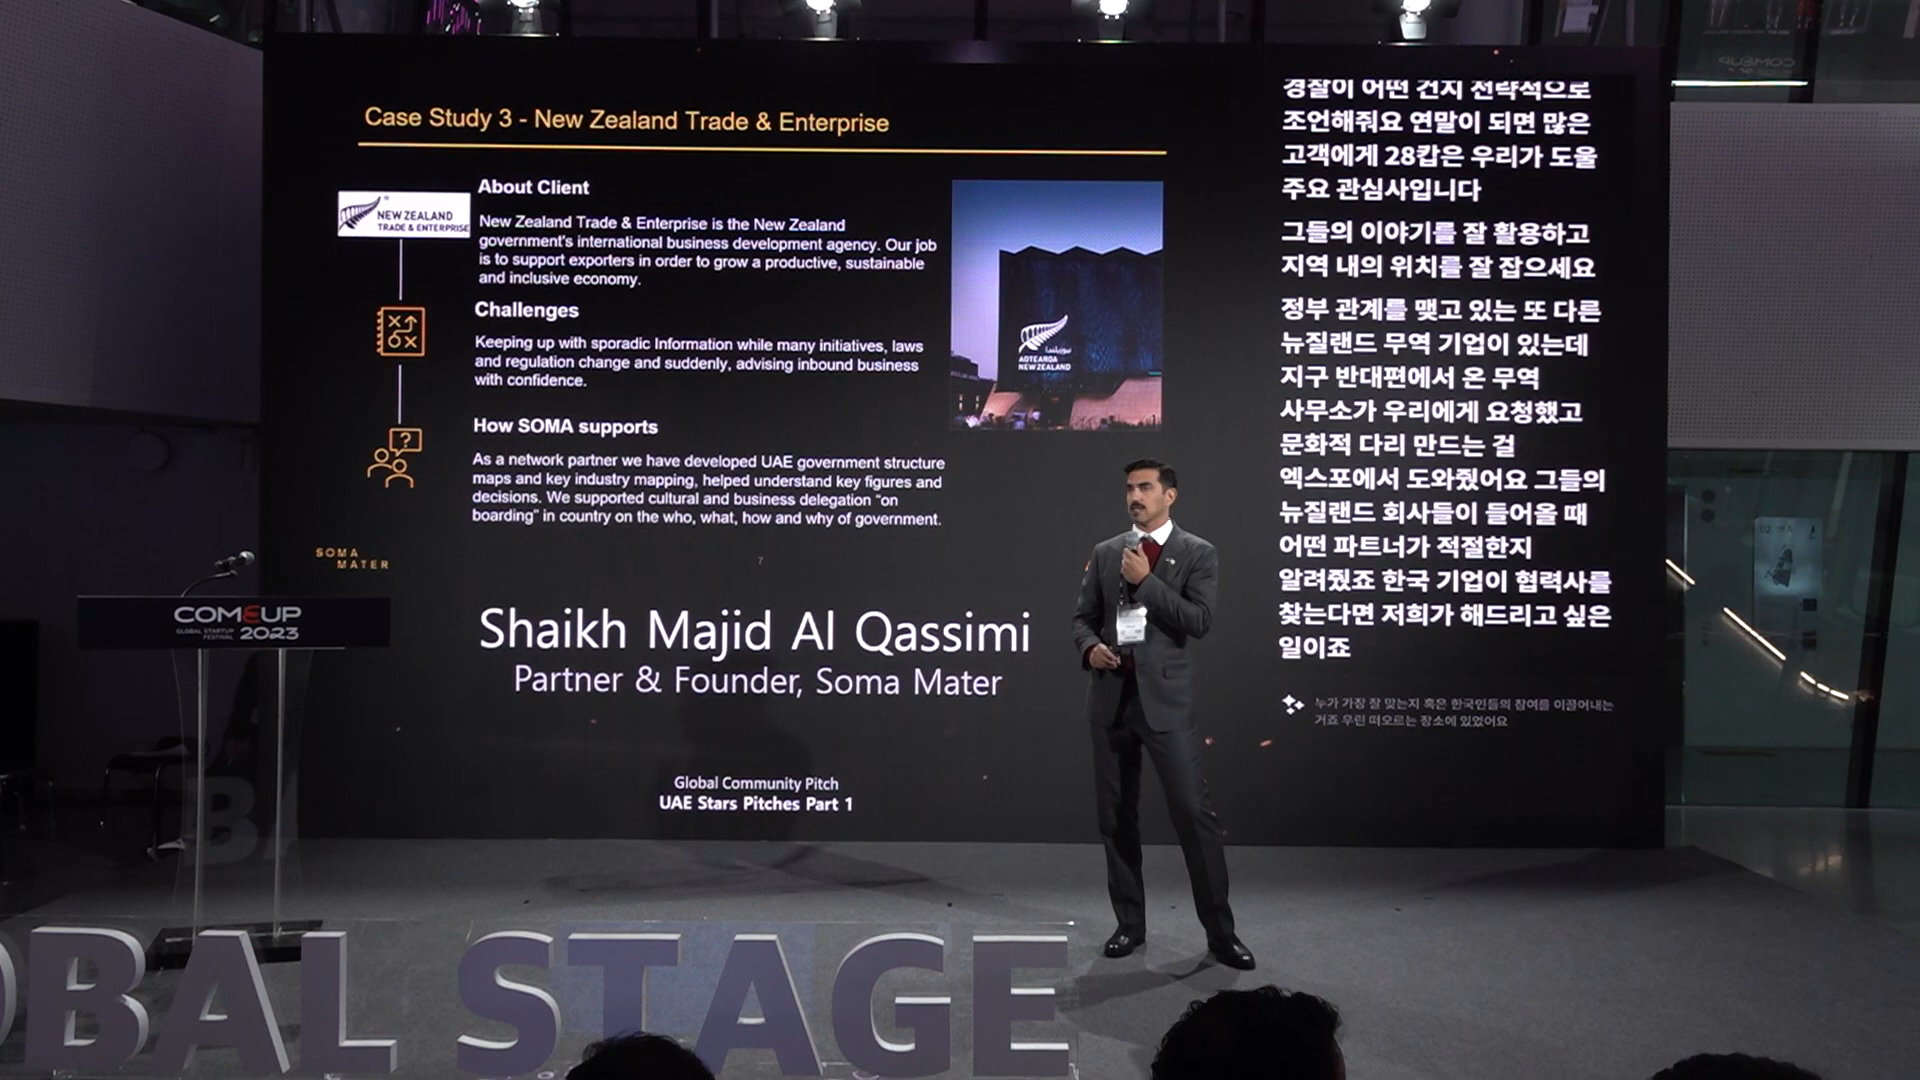 Case Study 3 - New Zealand Trade & Enterprise
NEW ZEALAND
TRADE & ENTERPRISE
About Client
New Zealand Trade & Enterprise is the New Zealand
government's international business development agency. Our job
is to support exporters in order to grow a productive, sustainable
and inclusive economy.
Challenges
Keeping up with sporadic Information while many initiatives, laws
and regulation change and suddenly, advising inbound business
with confidence.
How SOMA supports
As a network partner we have developed UAE government structure
maps and key industry mapping, helped understand key figures and
decisions. We supported cultural and business delegation "on
boarding" in country on the who, what, how and why of government.
AOTEAROA
NEW ZEALAND
SOMA
MATER
7
Shaikh Majid Al Qassimi
Partner & Founder, Soma Mater
Global Community Pitch
UAE Stars Pitches Part 1
경찰이 어떤 건지 전략적으로
조언해줘요 연말이 되면 많은
고객에게 28캅은 우리가 도울
주요 관심사입니다
그들의 이야기를 잘 활용하고
지역 내의 위치를 잘 잡으세요
정부 관계를 맺고 있는 또 다른
뉴질랜드 무역 기업이 있는데
지구 반대편에서 온 무역
사무소가 우리에게 요청했고
문화적 다리 만드는 걸
엑스포에서 도와줬어요 그들의
뉴질랜드 회사들이 들어올 때
어떤 파트너가 적절한지
알려줬죠 한국 기업이 협력사를
찾는다면 저희가 해드리고 싶은
일이죠
누가 가장 잘 맞는지 혹은 한국인들의 참여를 이끌어내는
거죠 우린 떠오르는 장소에 있었어요
COMEUP
GLOBAL STARTUP
FESTIVAL
2023
OBAL STAGE